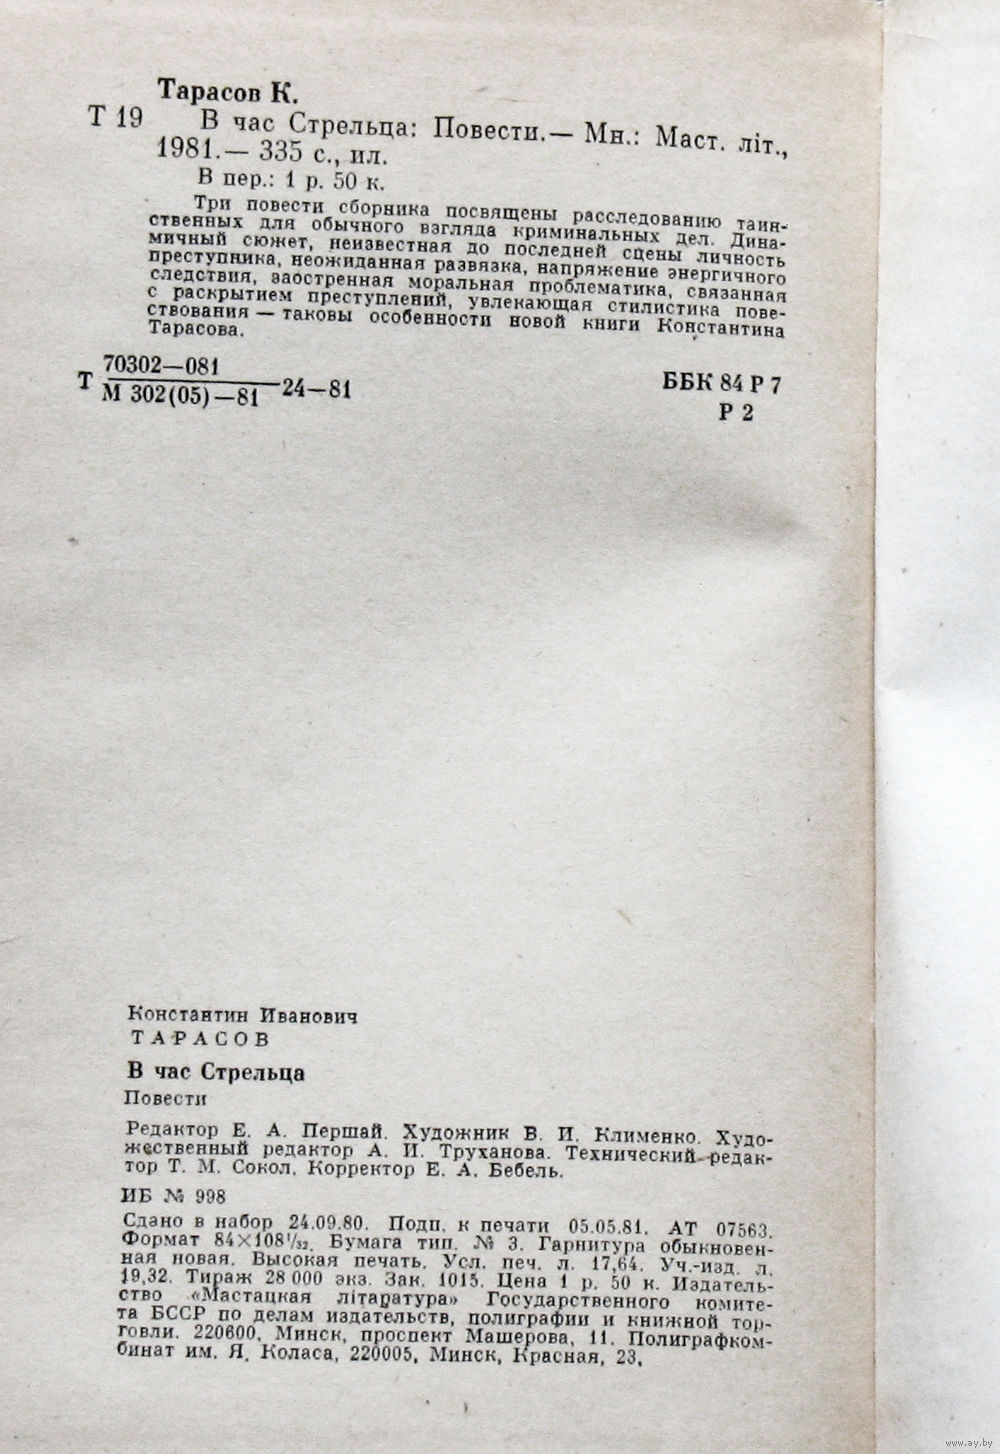 Тарасов К.
Т 19 В час Стрельца: Повести.— Мн.: Маст. літ.,
1981.— 335 с., ил.
В пер.: 1 р. 50 к.
Три повести сборника посвящены расследованию таин-
ственных для обычного взгляда криминальных дел. Дина-
мичный сюжет, неизвестная до последней сцены личность
преступника, неожиданная развязка, напряжение энергичного
следствия, заостренная моральная проблематика, связанная
с раскрытием преступлений, увлекающая стилистика пове-
ствования — таковы особенности новой книги Константина
Тарасова.
70302—081
Т 24—81
М 302(05)—81
ББК 84 Р 7
Р 2
Константин Иванович
ТАРАСОВ
В час Стрельца
Повести
Редактор Е. А. Першай. Художник В. И. Клименко. Худо-
жественный редактор А. И. Труханова. Технический редак-
тор Т. М. Сокол. Корректор Е. А. Бебель.
ИБ № 998
Сдано в набор 24.09.80. Подп. к печати 05.05.81. АТ 07563.
Формат 84×108¹/₃₂. Бумага тип. № 3. Гарнитура обыкновен-
ная новая. Высокая печать. Усл. печ. л. 17,64. Уч.-изд. л.
19,32. Тираж 28 000 экз. Зак. 1015. Цена 1 р. 50 к. Издатель-
ство «Мастацкая літаратура» Государственного комите-
та БССР по делам издательств, полиграфии и книжной тор-
говли. 220600, Минск, проспект Машерова, 11. Полиграфком-
бинат им. Я. Коласа, 220005, Минск, Красная, 23.
www.ay.by